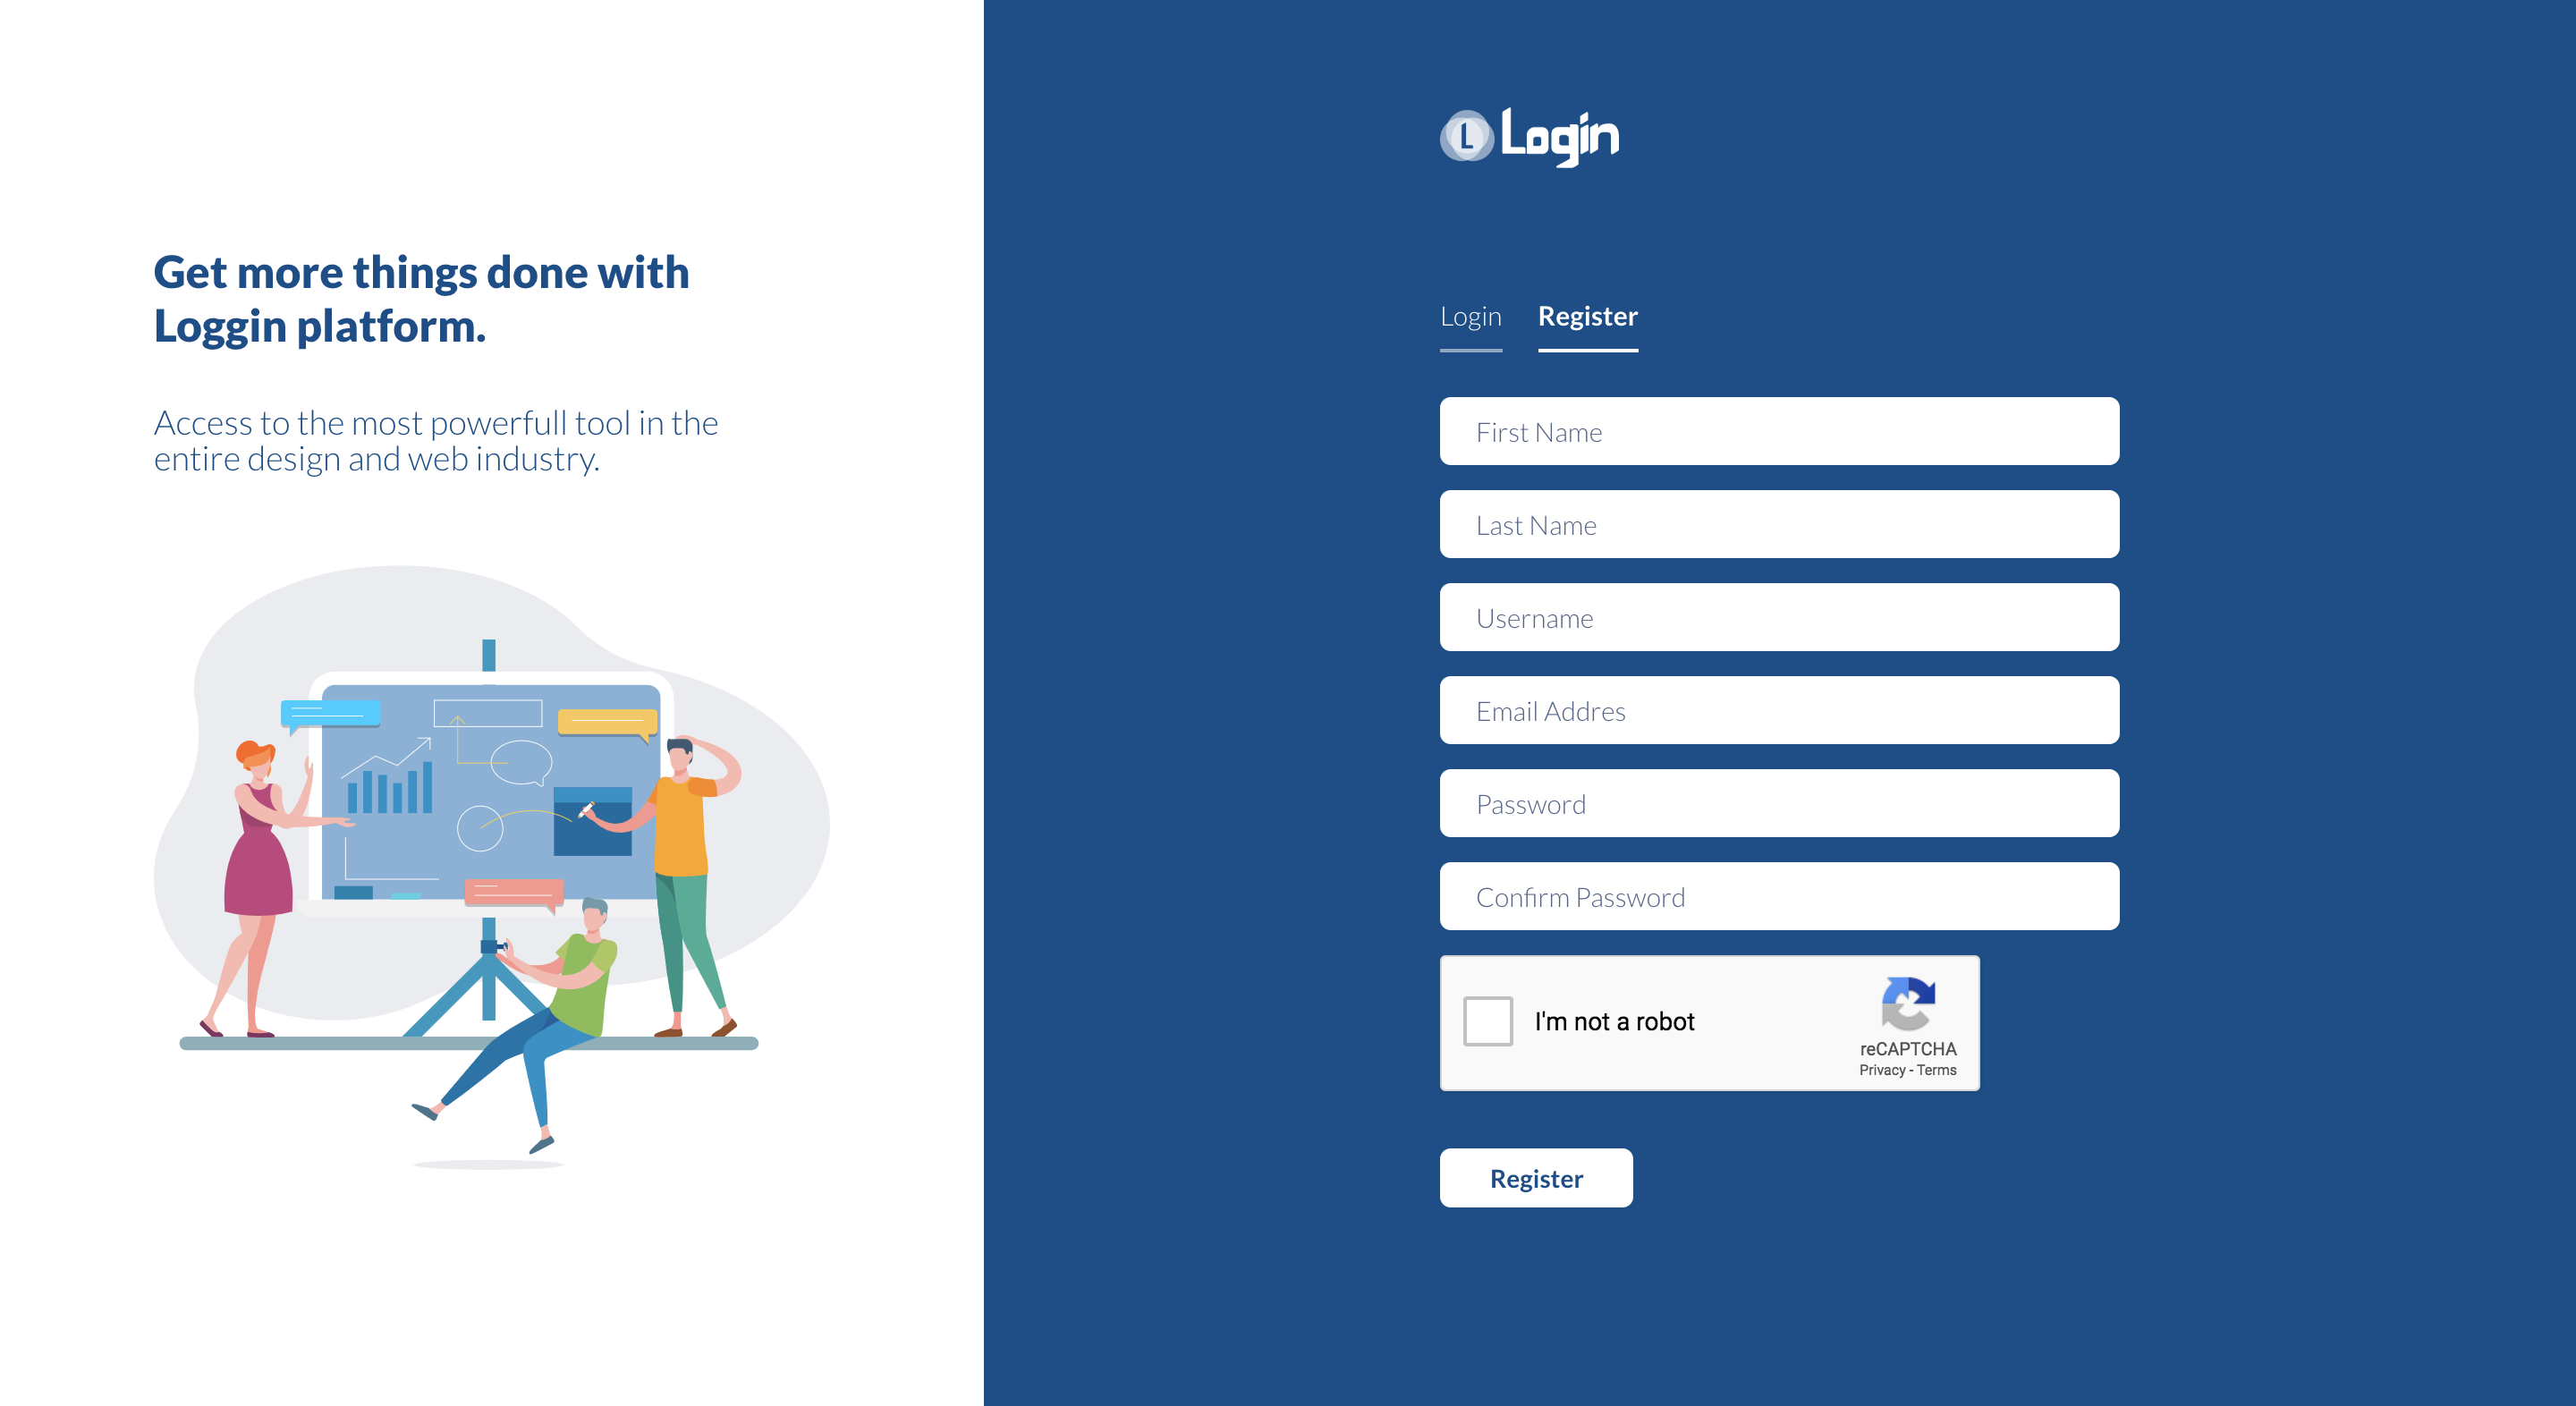 Get more things done with
Loggin platform.
Access to the most powerfull tool in the
entire design and web industry.
L Login
Login Register
First Name
Last Name
Username
Email Addres
Password
Confirm Password
I'm not a robot
reCAPTCHA
Privacy - Terms
Register